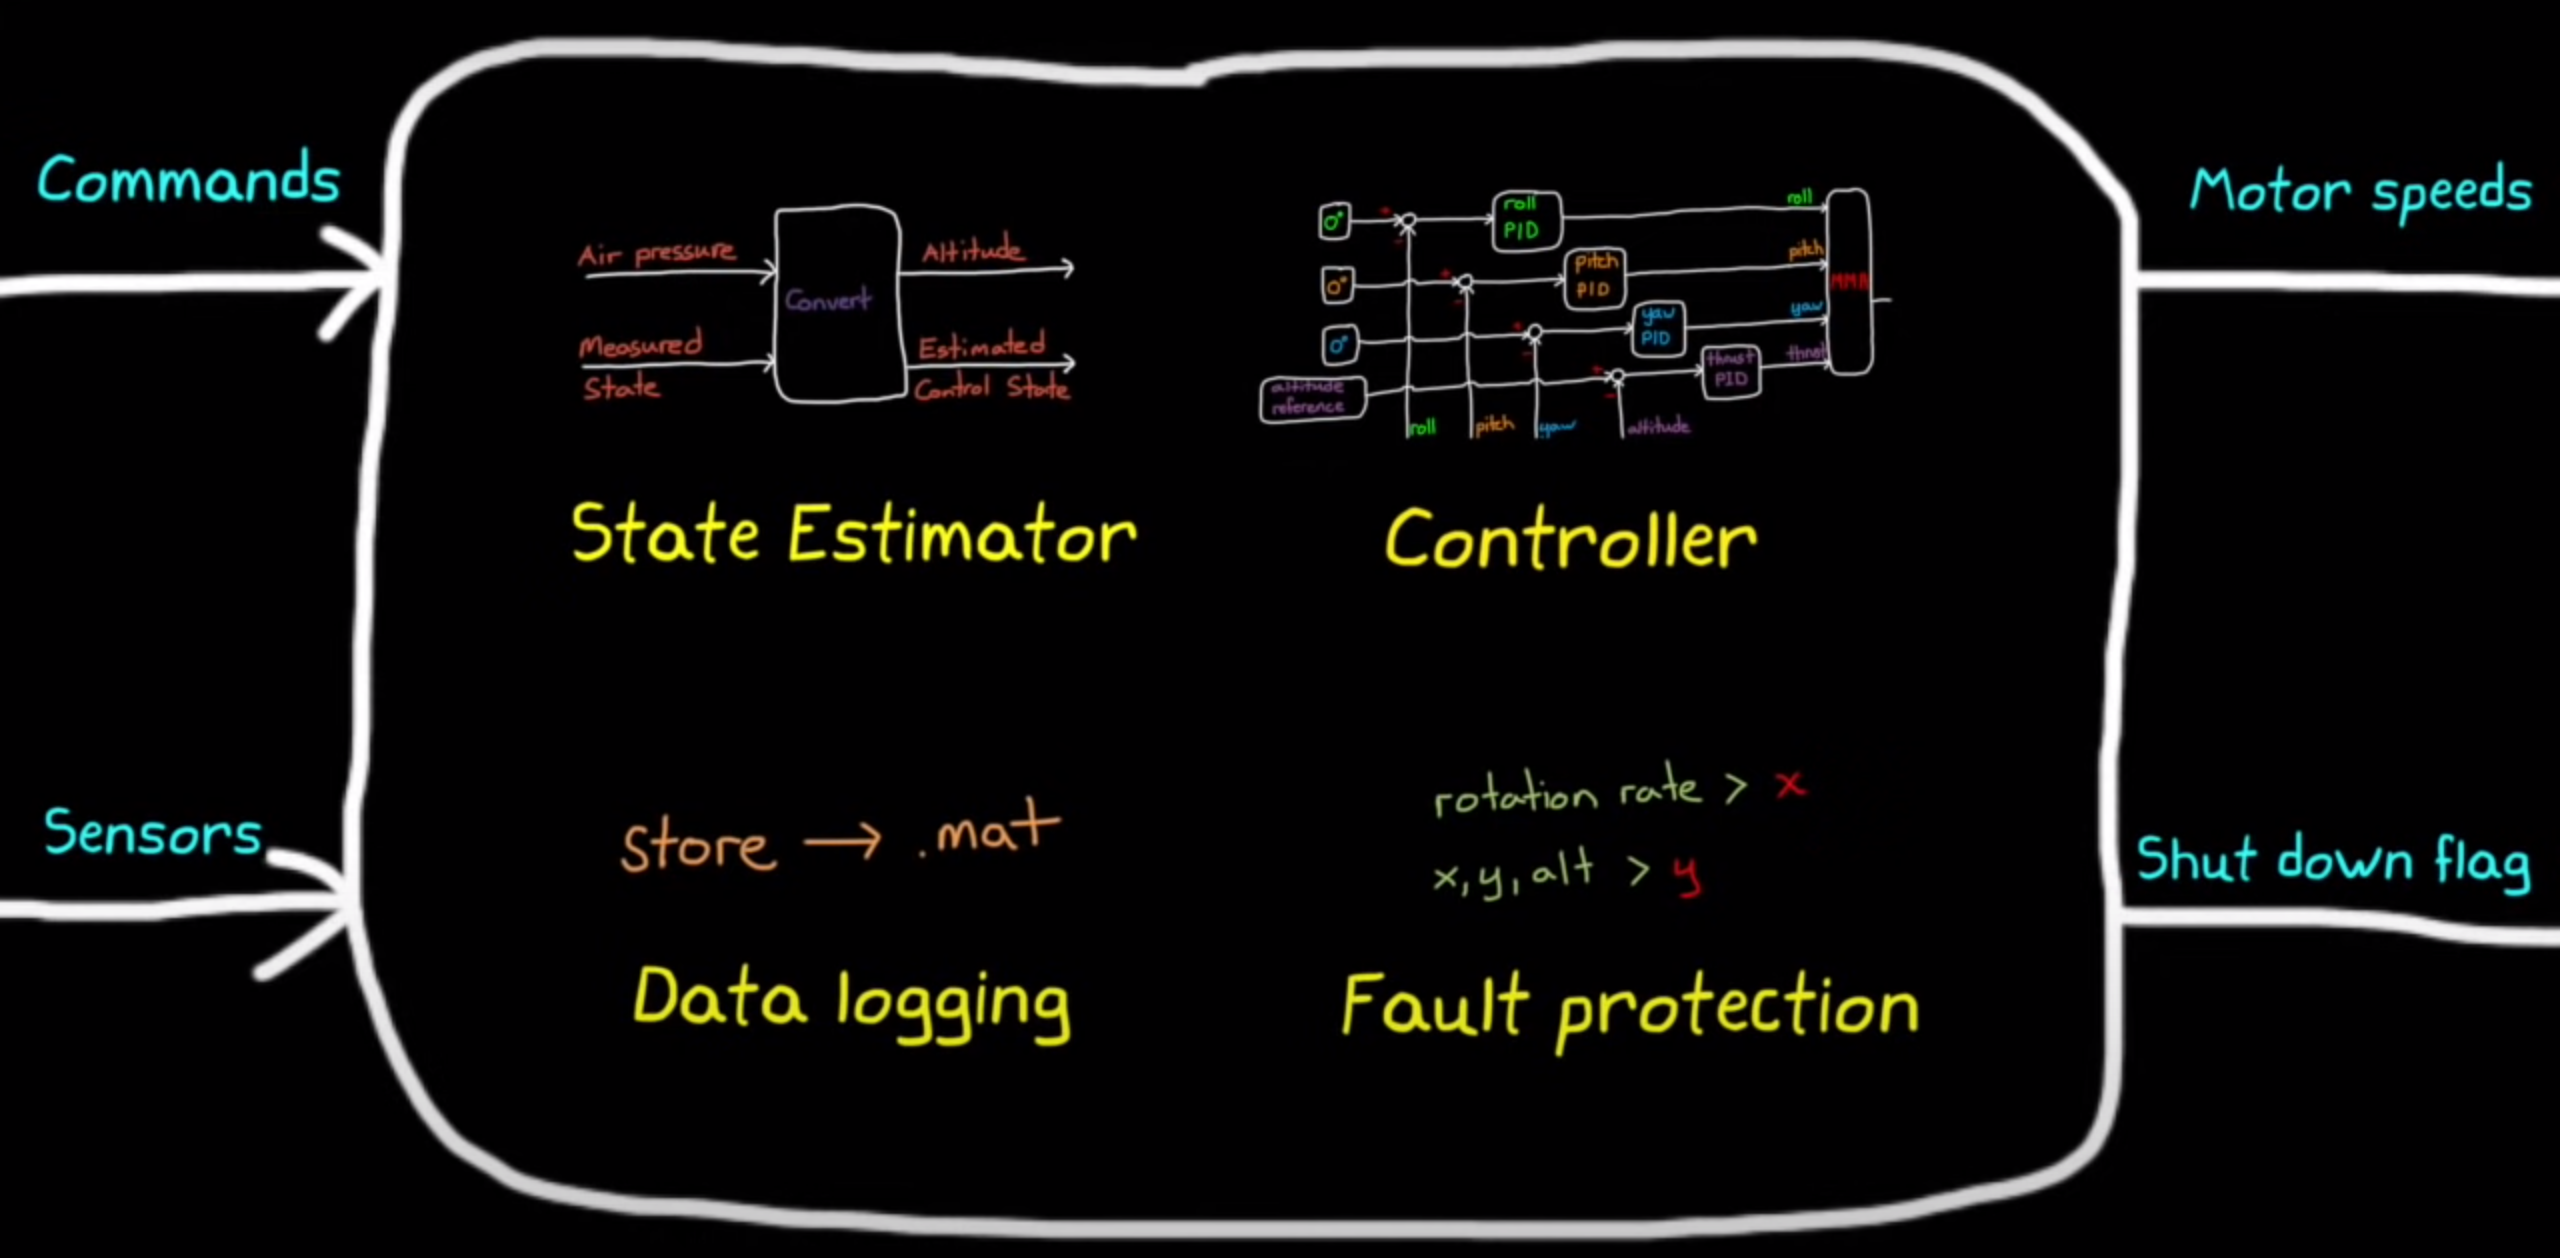 Commands
Sensors
Air pressure
Measured
State
Convert
Altitude
Estimated
Control State
State Estimator
0°
0°
0°
altitude
reference
+
-
+
-
+
-
+
-
roll
PID
Pitch
PID
yaw
PID
thrust
PID
roll
pitch
yaw
altitude
roll
pitch
yaw
MMA
Controller
store → .mat
Data logging
rotation rate > x
x, y, alt > y
Fault protection
Motor speeds
Shut down flag